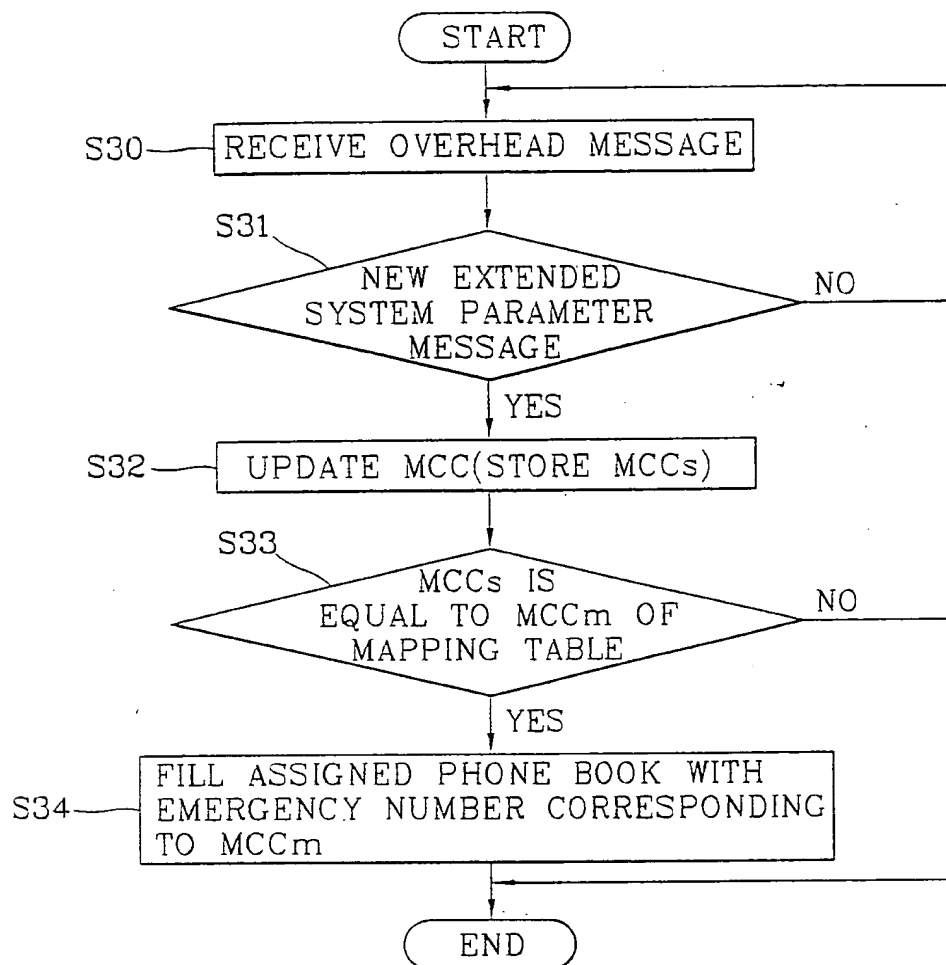 START
S30
RECEIVE OVERHEAD MESSAGE
S31
NEW EXTENDED
SYSTEM PARAMETER
MESSAGE
NO
YES
S32
UPDATE MCC(STORE MCCs)
S33
MCCs IS
EQUAL TO MCCm OF
MAPPING TABLE
NO
YES
S34
FILL ASSIGNED PHONE BOOK WITH
EMERGENCY NUMBER CORRESPONDING
TO MCCm
END